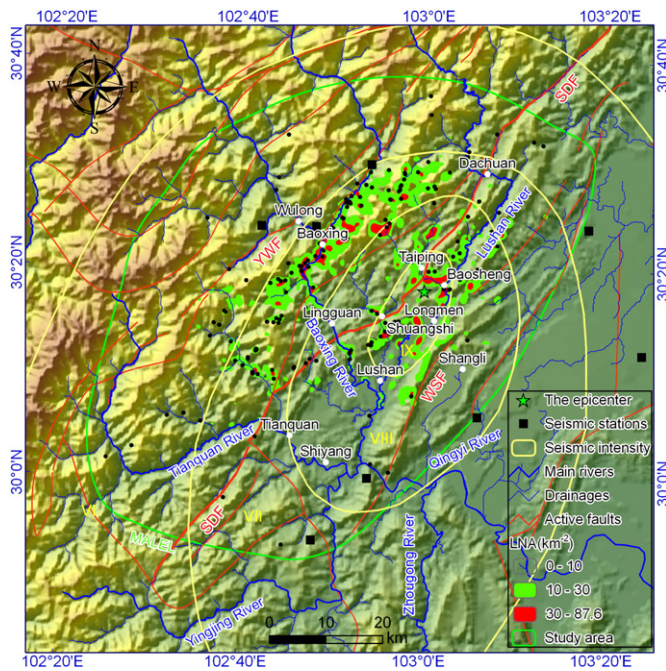 102°20'E 102°40'E 103°0'E 103°20'E
30°40'N 30°40'N
N
W E
S
SDF
Dachuan
Wulong
Baoxing
Lushan River
YWF
30°20'N 30°20'N
Taiping
Baosheng
Lingguan
Longmen
Shuangshi
Baoxing River
Shangli
Lushan
WSF
Tianquan
VIII
Tianquan River
Shiyang
Qingyi River
30°0'N 30°0'N
SDF
VII
MALEL
Zhougong River
Yingjing River
The epicenter
Seismic stations
Seismic intensity
Main rivers
Drainages
Active faults
LNA(km⁻²)
0 - 10
10 - 30
30 - 87.6
Study area
0 10 20
km
102°20'E 102°40'E 103°0'E 103°20'E